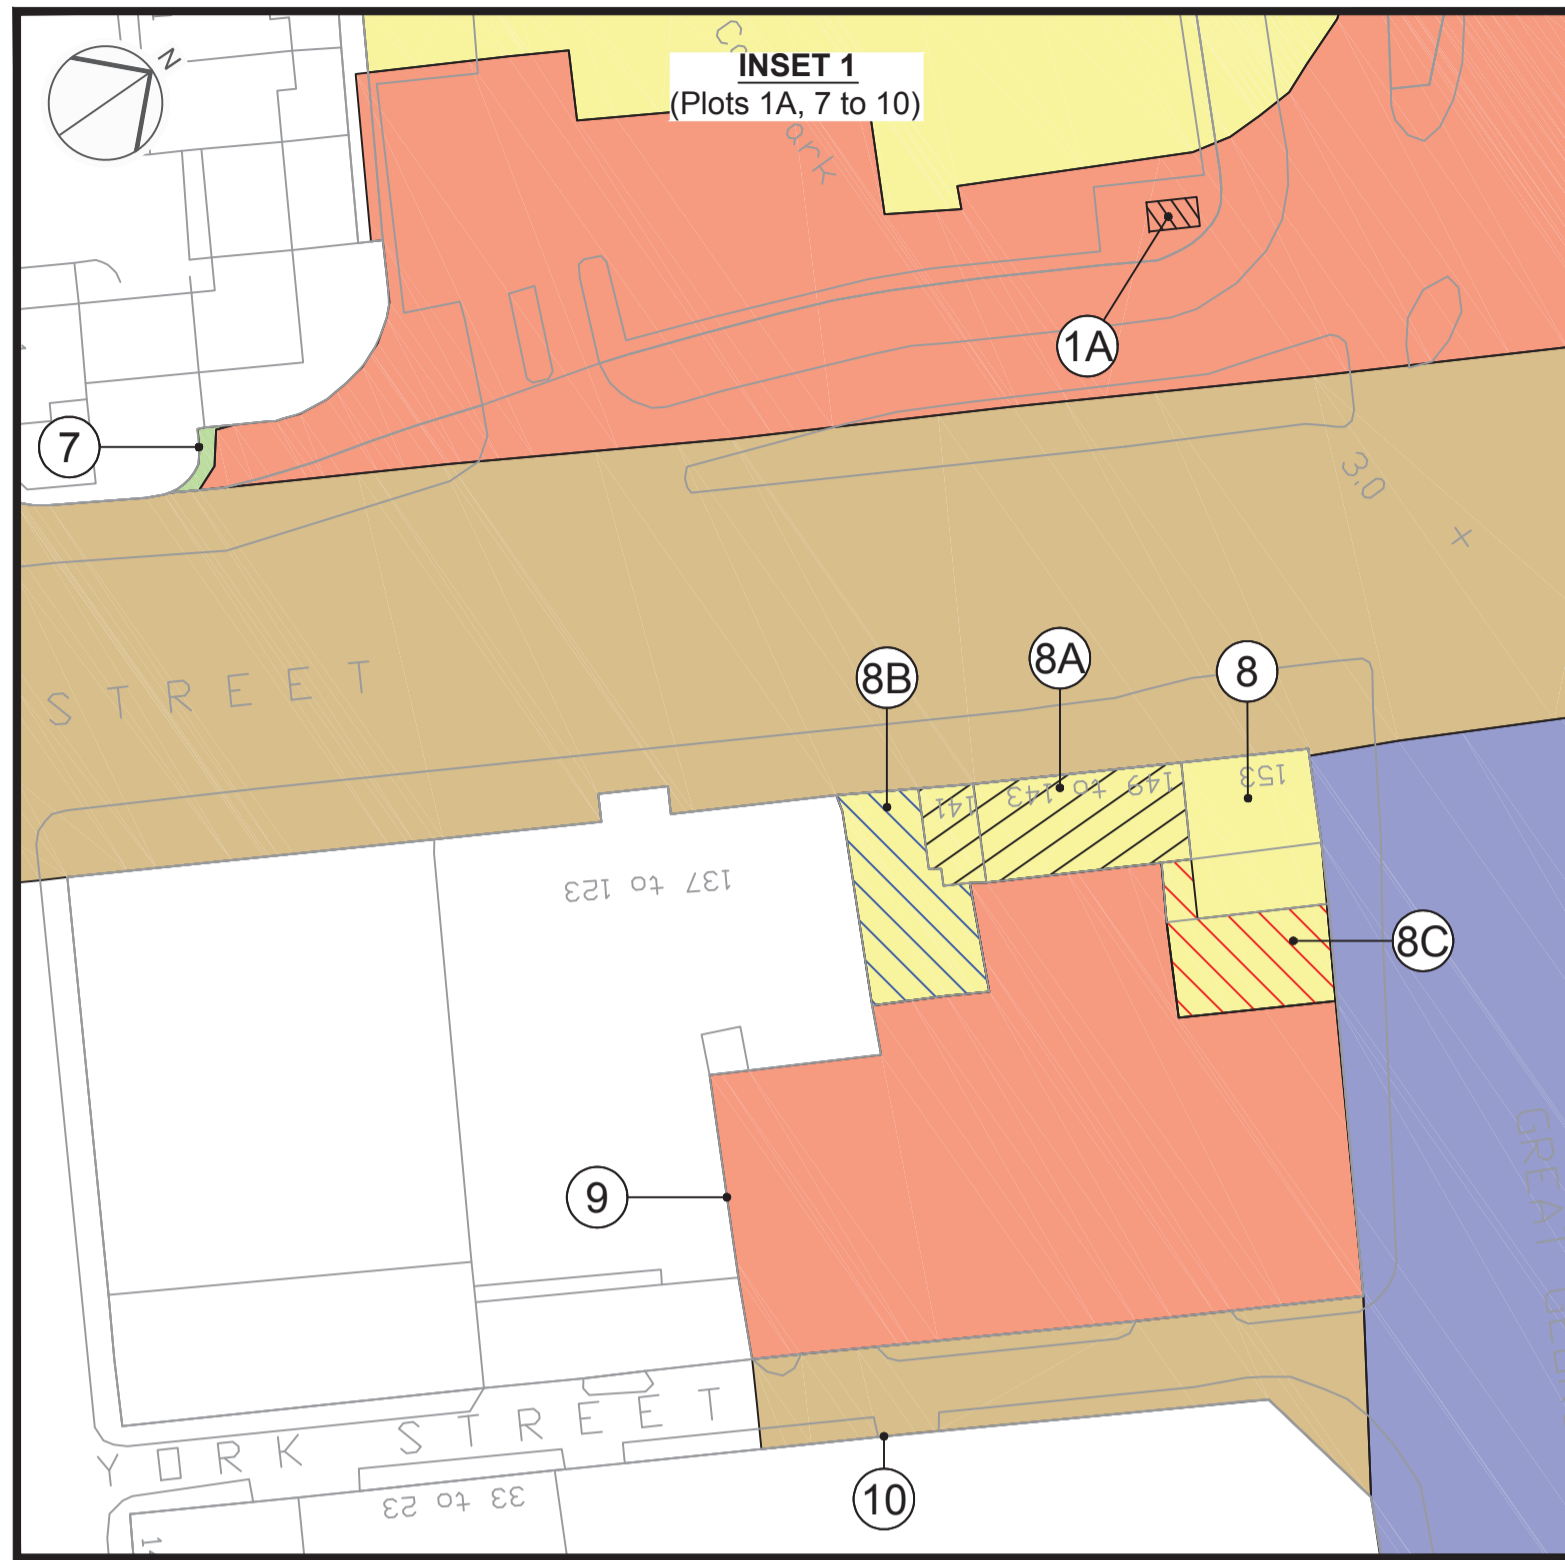 N
INSET 1
(Plots 1A, 7 to 10)
1A
7
3.0
x
STREET
8B
8A
8
141
149 to 143
153
137 to 123
8C
9
GREAT
YORK STREET
33 to 23
10